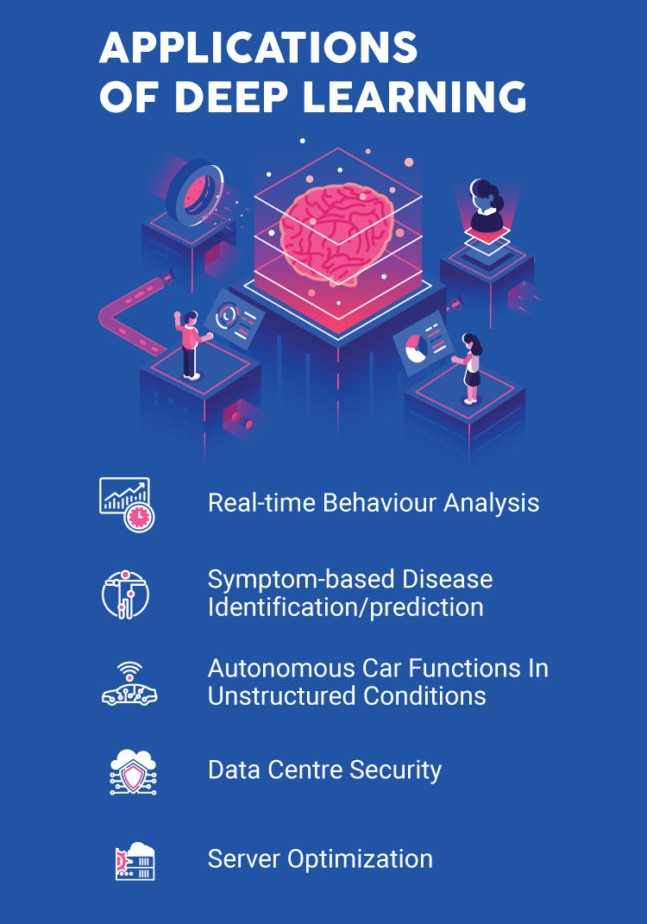 APPLICATIONS
OF DEEP LEARNING
Real-time Behaviour Analysis
Symptom-based Disease
Identification/prediction
Autonomous Car Functions In
Unstructured Conditions
Data Centre Security
Server Optimization